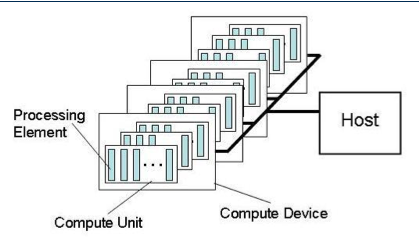 Processing
Element
Host
Compute Unit
Compute Device